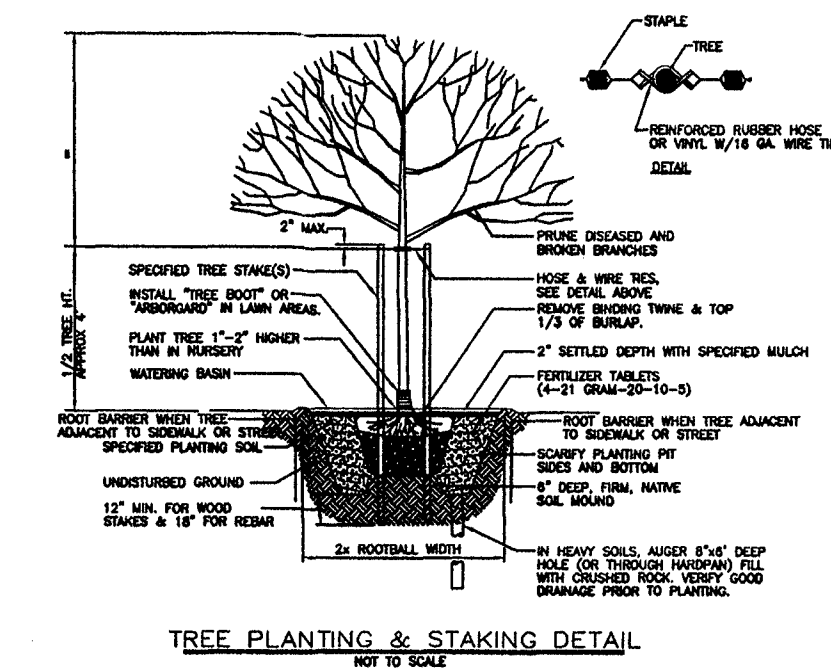 STAPLE
TREE
REINFORCED RUBBER HOSE
OR VINYL W/16 GA. WIRE
DETAIL
2" MAX.
PRUNE DISEASED AND
BROKEN BRANCHES
SPECIFIED TREE STAKE(S)
HOSE & WIRE TIES,
SEE DETAIL ABOVE
INSTALL "TREE BOOT" OR
"ARBORGARD" IN LAWN AREAS.
REMOVE BINDING TWINE & TOP
1/3 OF BURLAP.
1/2 TREE HT.
APPROX 4'
PLANT TREE 1"-2" HIGHER
THAN IN NURSERY
2" SETTLED DEPTH WITH SPECIFIED MULCH
WATERING BASIN
FERTILIZER TABLETS
(4-21 GRAM-20-10-5)
ROOT BARRIER WHEN TREE
ADJACENT TO SIDEWALK OR STREET
ROOT BARRIER WHEN TREE ADJACENT
TO SIDEWALK OR STREET
SPECIFIED PLANTING SOIL
SCARIFY PLANTING PIT
SIDES AND BOTTOM
UNDISTURBED GROUND
6" DEEP, FIRM, NATIVE
SOIL MOUND
12" MIN. FOR WOOD
STAKES & 18" FOR REBAR
2x ROOTBALL WIDTH
IN HEAVY SOILS, AUGER 8"x6' DEEP
HOLE (OR THROUGH HARDPAN) FILL
WITH CRUSHED ROCK. VERIFY GOOD
DRAINAGE PRIOR TO PLANTING.
TREE PLANTING & STAKING DETAIL
NOT TO SCALE